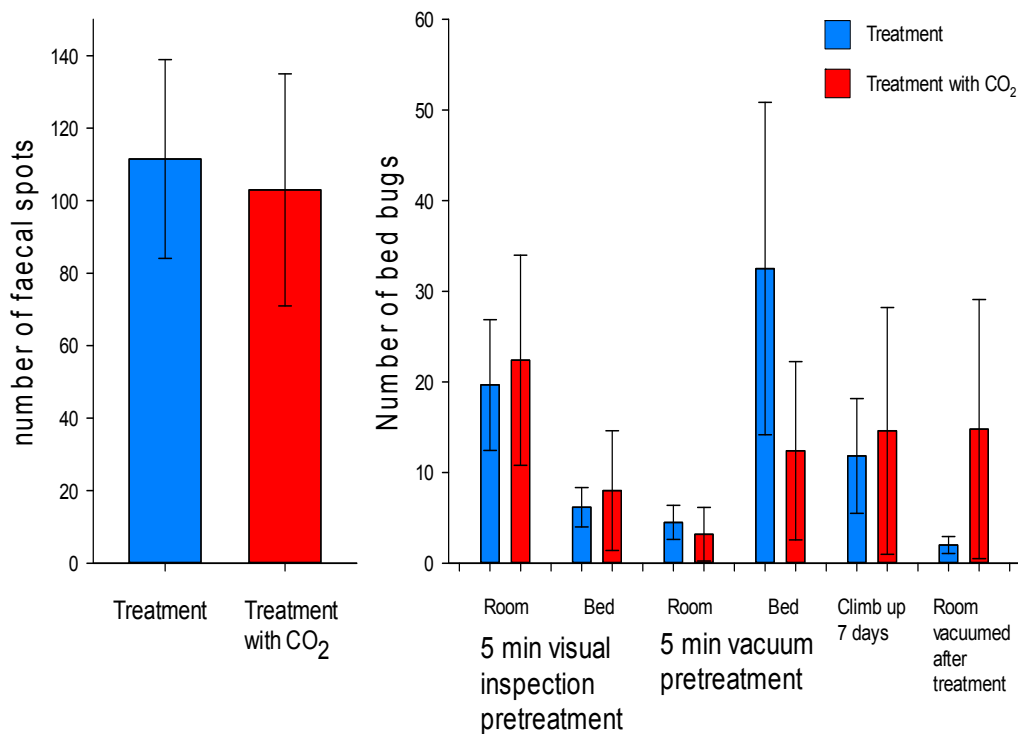 number of faecal spots
140
120
100
80
60
40
20
0
Treatment
Treatment
with CO2
Number of bed bugs
60
50
40
30
20
10
0
Treatment
Treatment with CO2
Room
Bed
Room
Bed
Climb up
7 days
Room
vacuumed
after
treatment
5 min visual
inspection
pretreatment
5 min vacuum
pretreatment